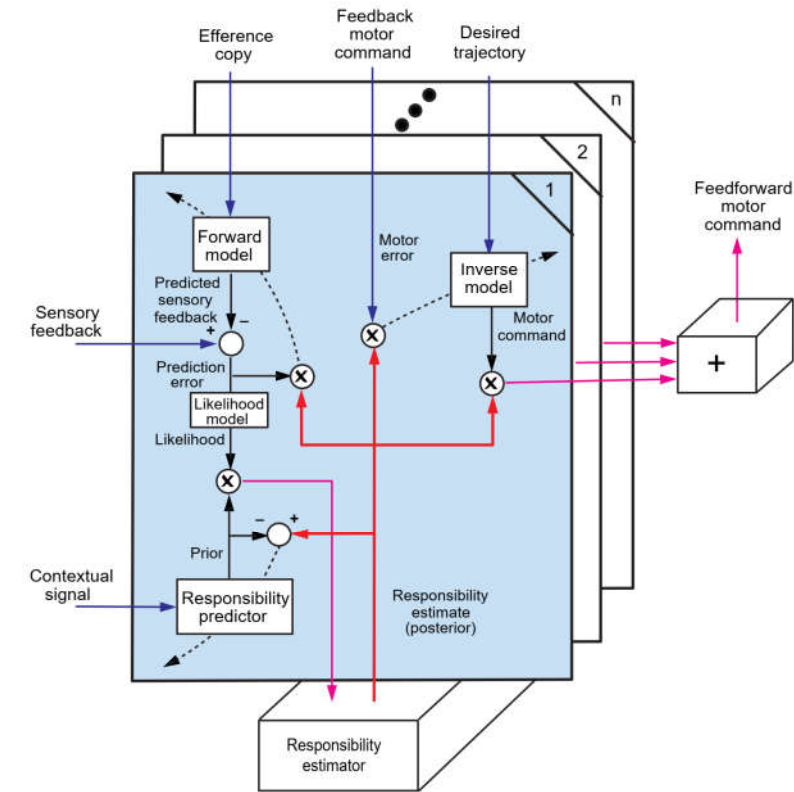 Efference
copy
Feedback
motor
command
Desired
trajectory
n
2
1
Feedforward
motor
command
Forward
model
Motor
error
Inverse
model
Predicted
sensory
feedback
Sensory
feedback
+
−
Motor
command
+
Prediction
error
x
x
x
Likelihood
model
Likelihood
x
−
+
Prior
Contextual
signal
Responsibility
predictor
Responsibility
estimate
(posterior)
Responsibility
estimator